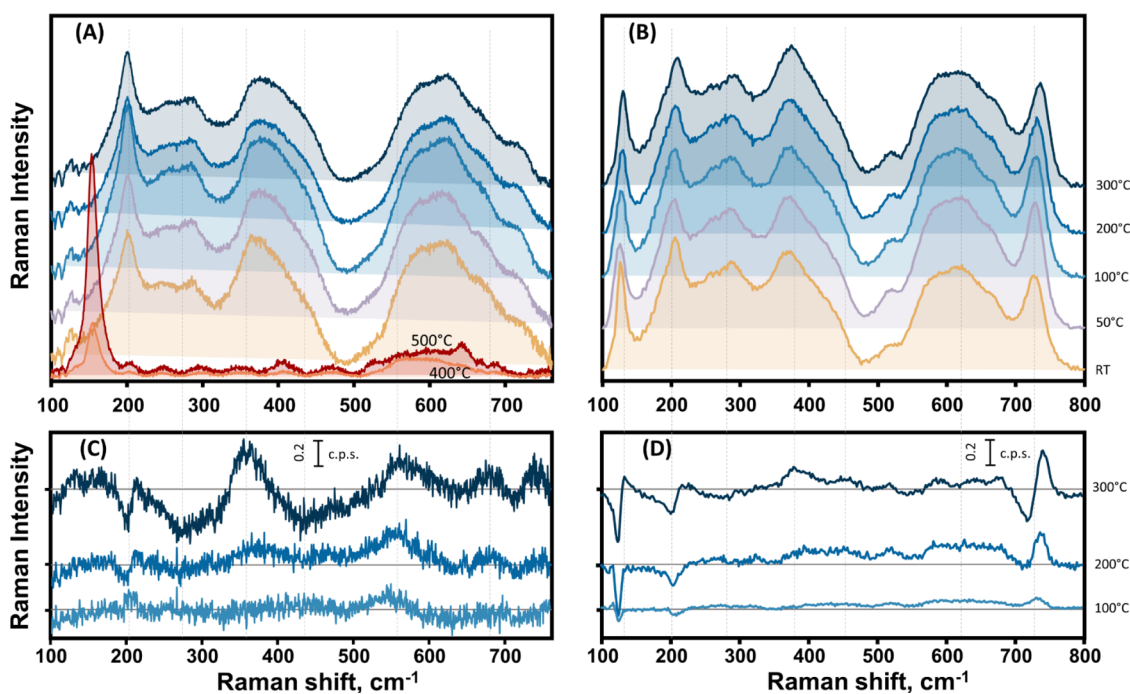 (A)
Raman Intensity
500°C
400°C
100 200 300 400 500 600 700
(B)
300°C
200°C
100°C
50°C
RT
100 200 300 400 500 600 700 800
(C)
0.2
c.p.s.
Raman Intensity
100 200 300 400 500 600 700
Raman shift, cm-1
(D)
0.2
c.p.s.
300°C
200°C
100°C
100 200 300 400 500 600 700 800
Raman shift, cm-1